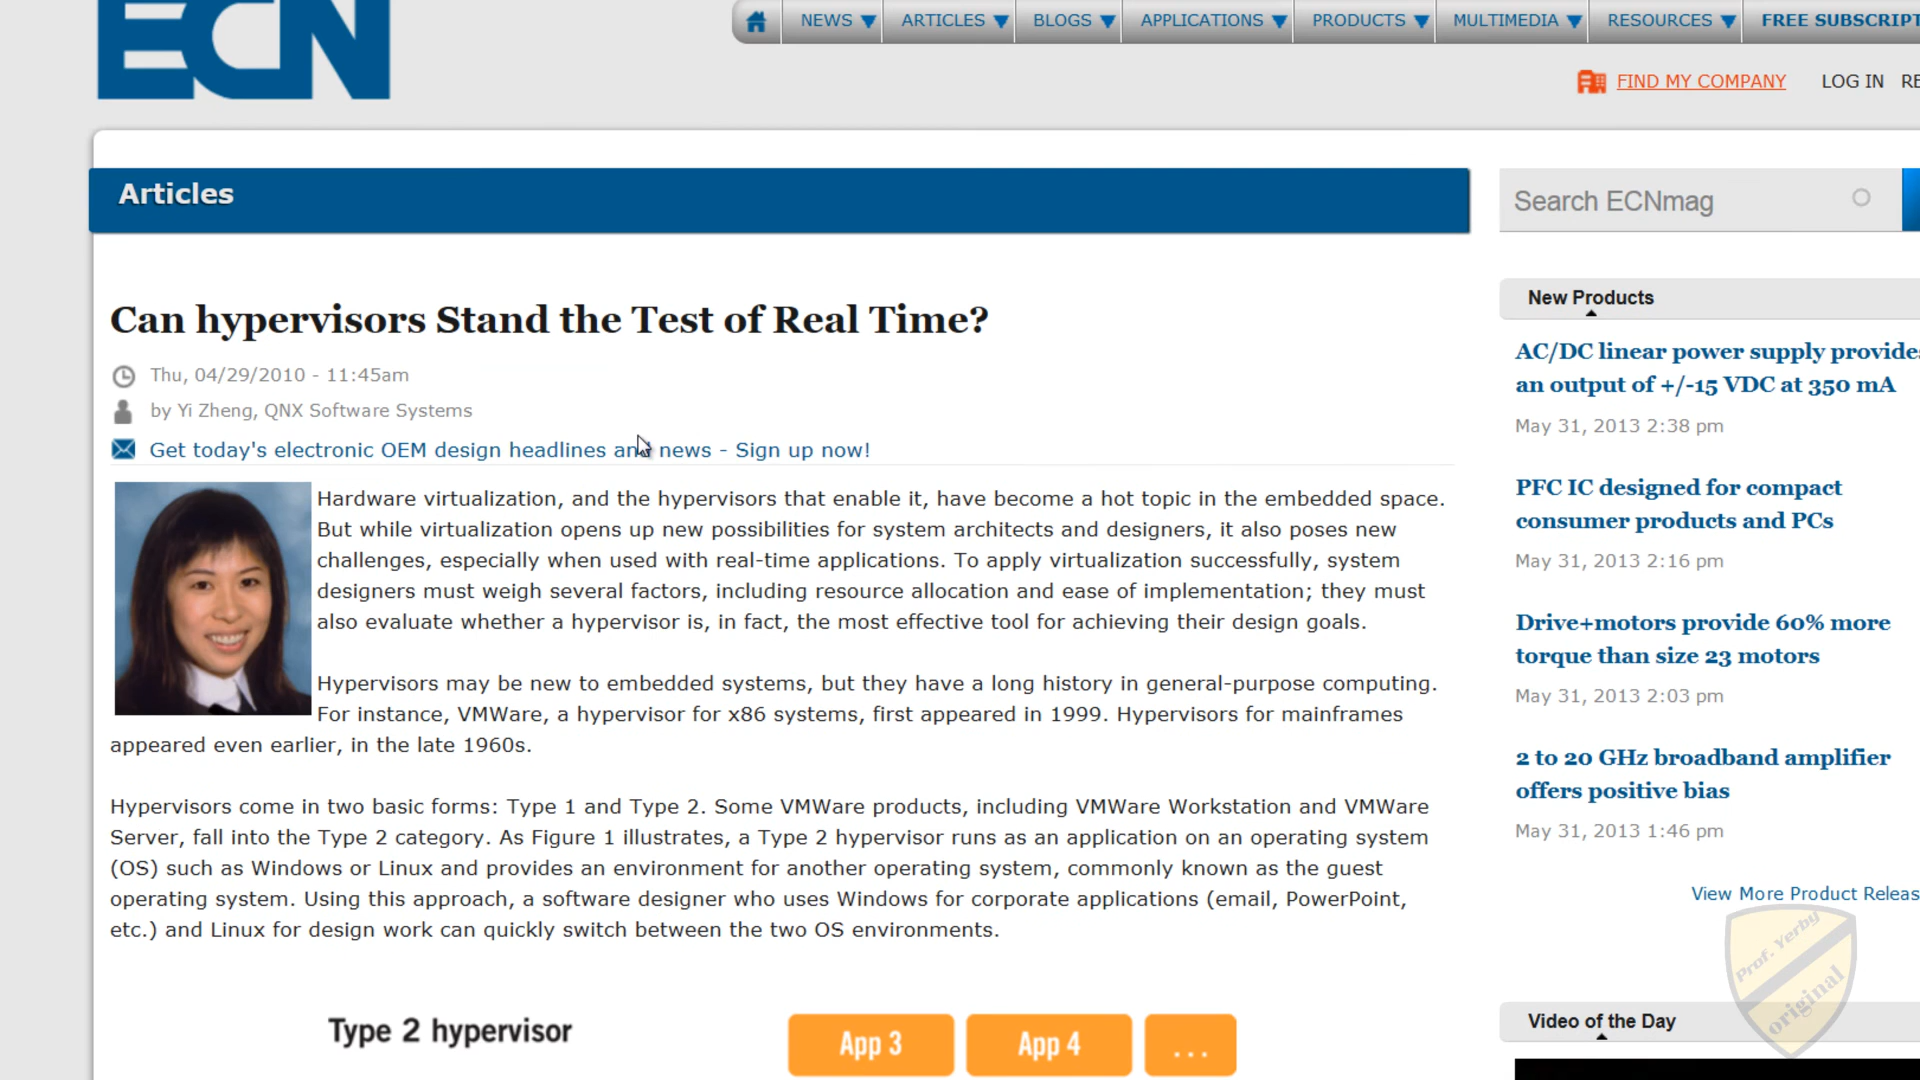 ECN
NEWS ARTICLES BLOGS APPLICATIONS PRODUCTS MULTIMEDIA RESOURCES FREE SUBSCRIPT
FIND MY COMPANY LOG IN RE
Articles
Search ECNmag
Can hypervisors Stand the Test of Real Time?
Thu, 04/29/2010 - 11:45am
by Yi Zheng, QNX Software Systems
Get today's electronic OEM design headlines and news - Sign up now!
Hardware virtualization, and the hypervisors that enable it, have become a hot topic in the embedded space.
But while virtualization opens up new possibilities for system architects and designers, it also poses new
challenges, especially when used with real-time applications. To apply virtualization successfully, system
designers must weigh several factors, including resource allocation and ease of implementation; they must
also evaluate whether a hypervisor is, in fact, the most effective tool for achieving their design goals.
Hypervisors may be new to embedded systems, but they have a long history in general-purpose computing.
For instance, VMWare, a hypervisor for x86 systems, first appeared in 1999. Hypervisors for mainframes
appeared even earlier, in the late 1960s.
Hypervisors come in two basic forms: Type 1 and Type 2. Some VMWare products, including VMWare Workstation and VMWare
Server, fall into the Type 2 category. As Figure 1 illustrates, a Type 2 hypervisor runs as an application on an operating system
(OS) such as Windows or Linux and provides an environment for another operating system, commonly known as the guest
operating system. Using this approach, a software designer who uses Windows for corporate applications (email, PowerPoint,
etc.) and Linux for design work can quickly switch between the two OS environments.
Type 2 hypervisor
App 3 App 4 ...
New Products
AC/DC linear power supply provides
an output of +/-15 VDC at 350 mA
May 31, 2013 2:38 pm
PFC IC designed for compact
consumer products and PCs
May 31, 2013 2:16 pm
Drive+motors provide 60% more
torque than size 23 motors
May 31, 2013 2:03 pm
2 to 20 GHz broadband amplifier
offers positive bias
May 31, 2013 1:46 pm
View More Product Releas
Prof. Yerby
original
Video of the Day